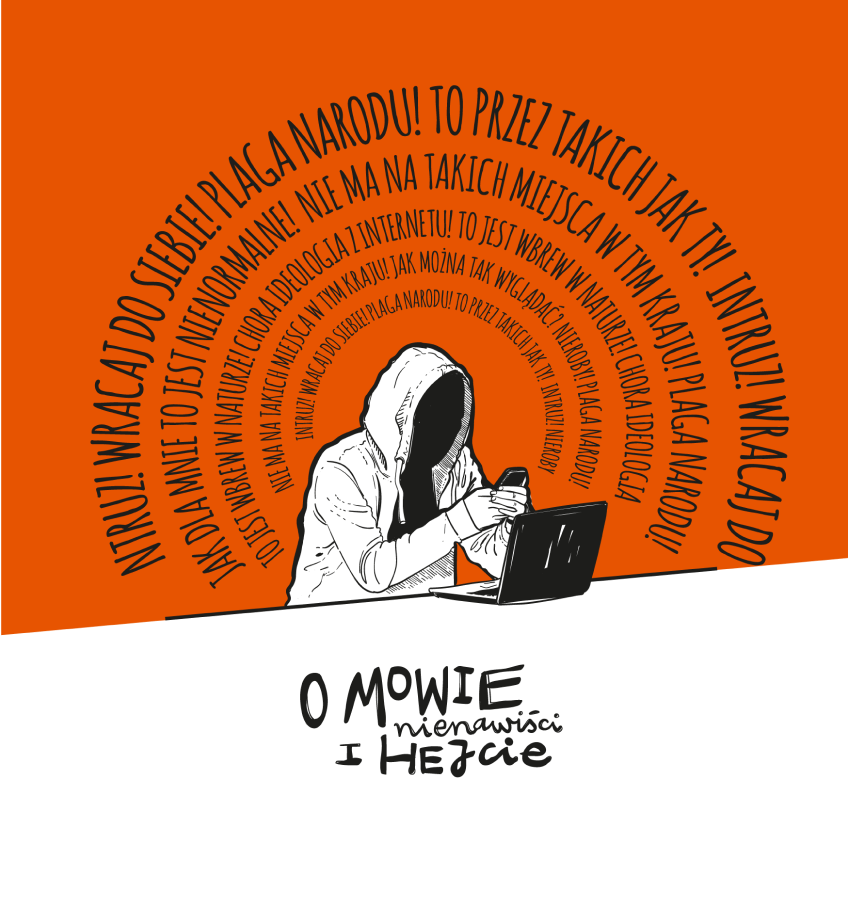 NTRUZ! WRACAJ DO SIEBIE! PLAGA NARODU! TO PRZEZ TAKICH JAK TY! INTRUZ! WRACAJ DO
JAK DLA MNIE TO JEST NIENORMALNE! NIE MA NA TAKICH MIEJSCA W TYM KRAJU! PLAGA NARODU!
TO JEST WBREW W NATURZE! CHORA IDEOLOGIA Z INTERNETU! TO JEST WBREW W NATURZE! CHORA IDEOLOGIA
NIE MA NA TAKICH MIEJSCA W TYM KRAJU! JAK MOŻNA TAK WYGLĄDAĆ? NIEROBY! PLAGA NARODU!
INTRUZ! WRACAJ DO SIEBIE! PLAGA NARODU! TO PRZEZ TAKICH JAK TY! INTRUZ! NIEROBY
O MOWIE
nienawiści
I HEJcie